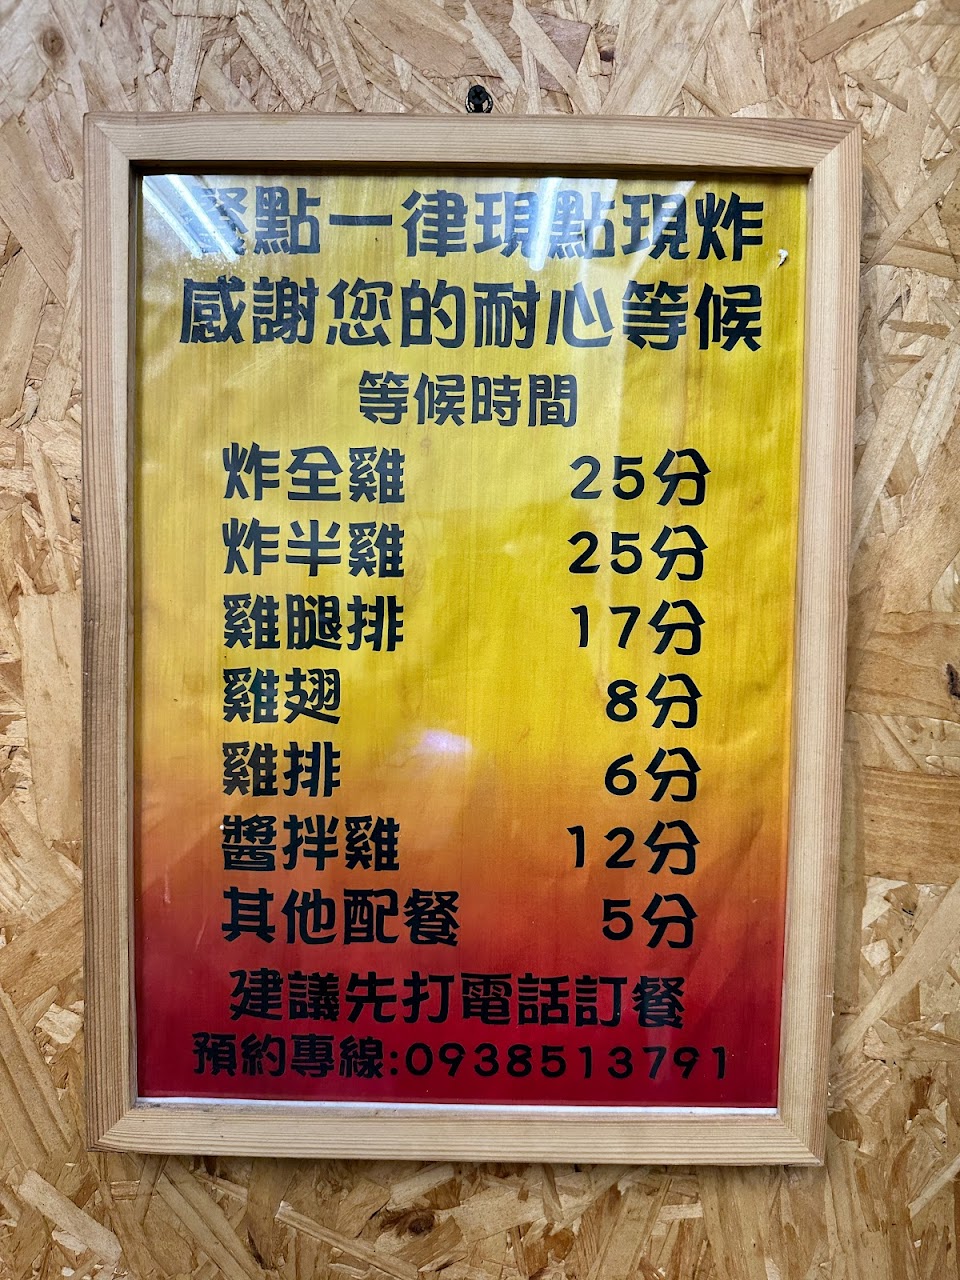 餐點一律現點現炸
感謝您的耐心等候
等候時間
炸全雞 25分
炸半雞 25分
雞腿排 17分
雞翅 8分
雞排 6分
醬拌雞 12分
其他配餐 5分
建議先打電話訂餐
預約專線:0938513791